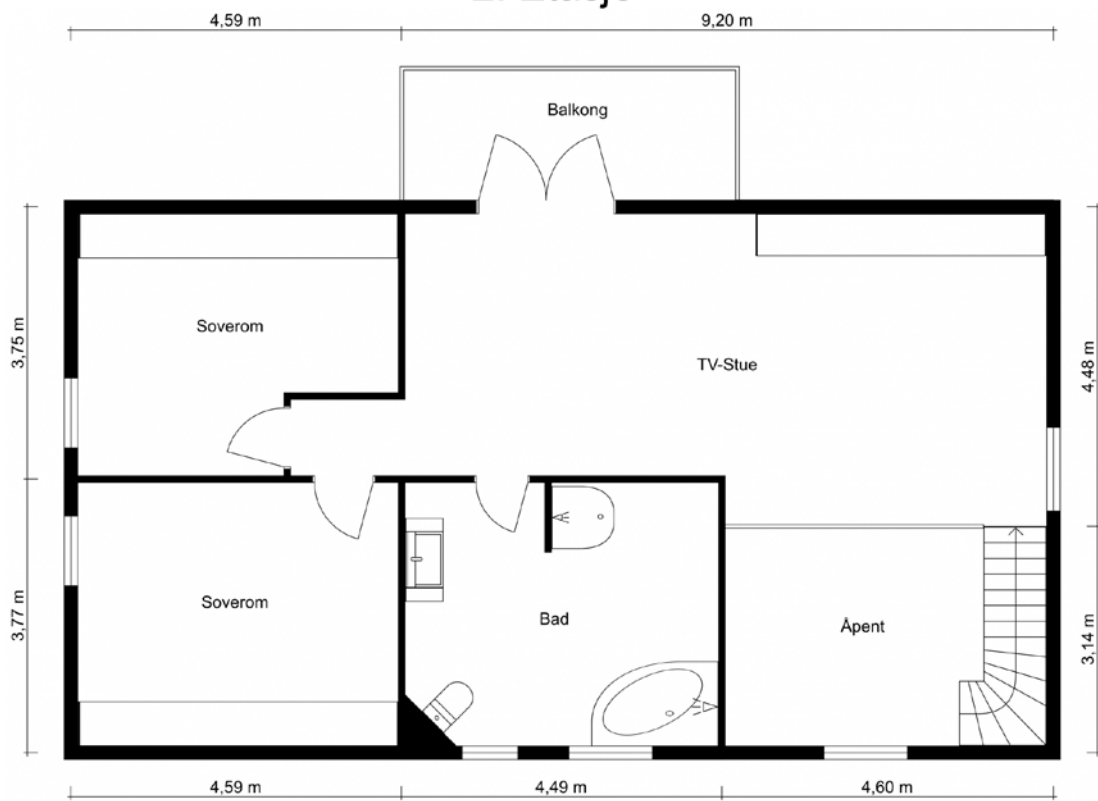 4,59 m
9,20 m
Balkong
Soverom
TV-Stue
3,75 m
4,48 m
Soverom
Bad
Åpent
3,77 m
3,14 m
4,59 m
4,49 m
4,60 m